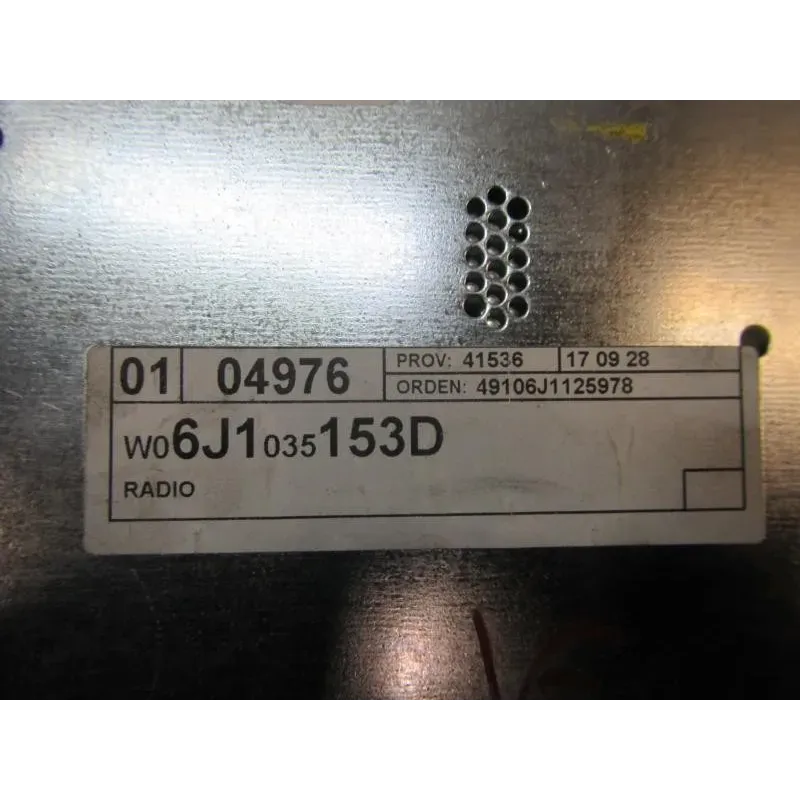 01 04976 PROV: 41536 17 09 28
ORDEN: 49106J1125978
W06J1035153D
RADIO